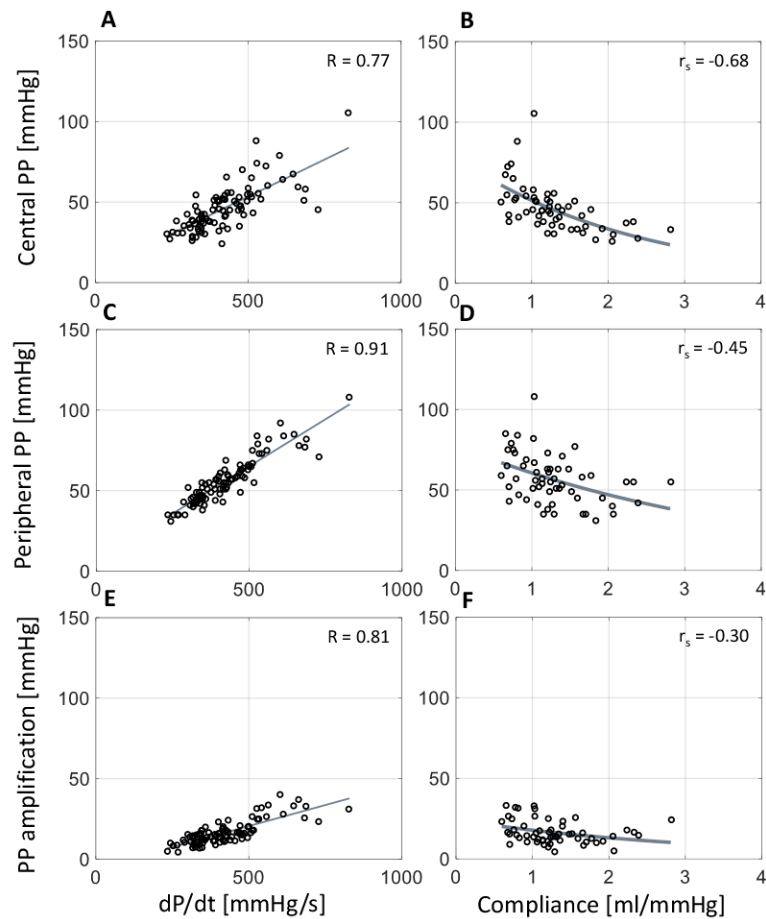 A
B
150
100
50
0
Central PP [mmHg]
R = 0.77
0
500
1000
150
100
50
0
rs = -0.68
0
1
2
3
4
C
D
150
100
50
0
Peripheral PP [mmHg]
R = 0.91
0
500
1000
150
100
50
0
rs = -0.45
0
1
2
3
4
E
F
150
100
50
0
PP amplification [mmHg]
R = 0.81
0
500
1000
dP/dt [mmHg/s]
150
100
50
0
rs = -0.30
0
1
2
3
4
Compliance [ml/mmHg]